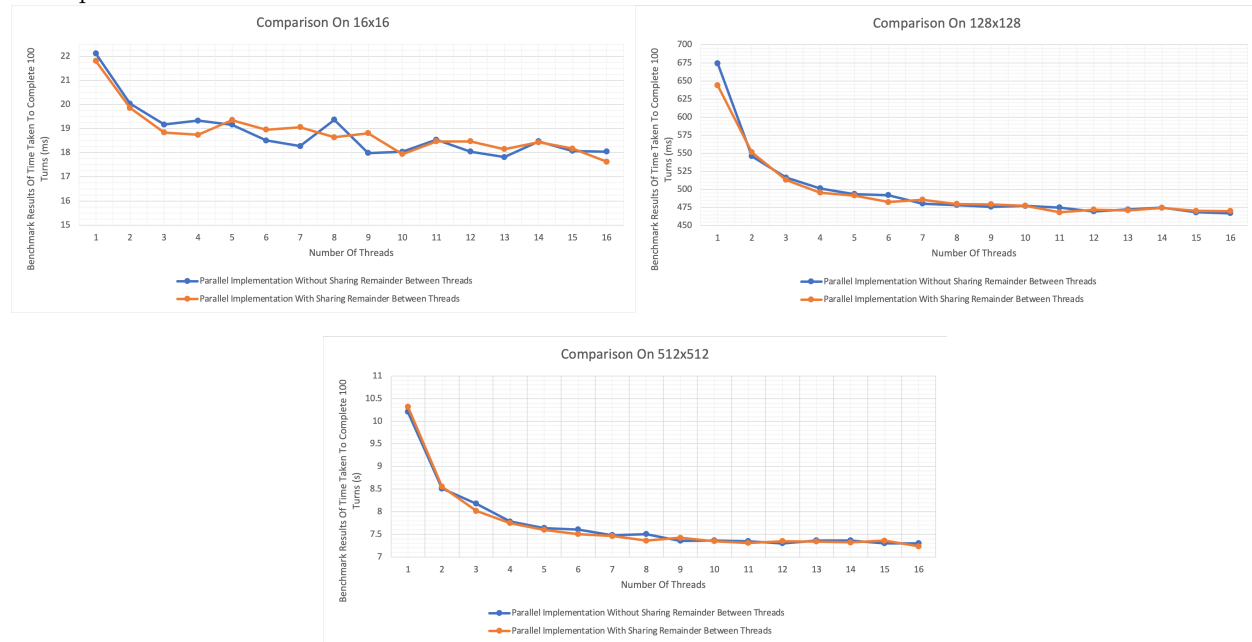 Comparison On 16x16
Benchmark Results Of Time Taken To Complete 100
Turns (ms)
22
21
20
19
18
17
16
15
1 2 3 4 5 6 7 8 9 10 11 12 13 14 15 16
Number Of Threads
Parallel Implementation Without Sharing Remainder Between Threads
Parallel Implementation With Sharing Remainder Between Threads
Comparison On 128x128
Benchmark Results Of Time Taken To Complete 100
Turns (ms)
700
675
650
625
600
575
550
525
500
475
450
1 2 3 4 5 6 7 8 9 10 11 12 13 14 15 16
Number Of Threads
Parallel Implementation Without Sharing Remainder Between Threads
Parallel Implementation With Sharing Remainder Between Threads
Comparison On 512x512
Benchmark Results Of Time Taken To Complete 100
Turns (s)
11
10.5
10
9.5
9
8.5
8
7.5
7
1 2 3 4 5 6 7 8 9 10 11 12 13 14 15 16
Number Of Threads
Parallel Implementation Without Sharing Remainder Between Threads
Parallel Implementation With Sharing Remainder Between Threads